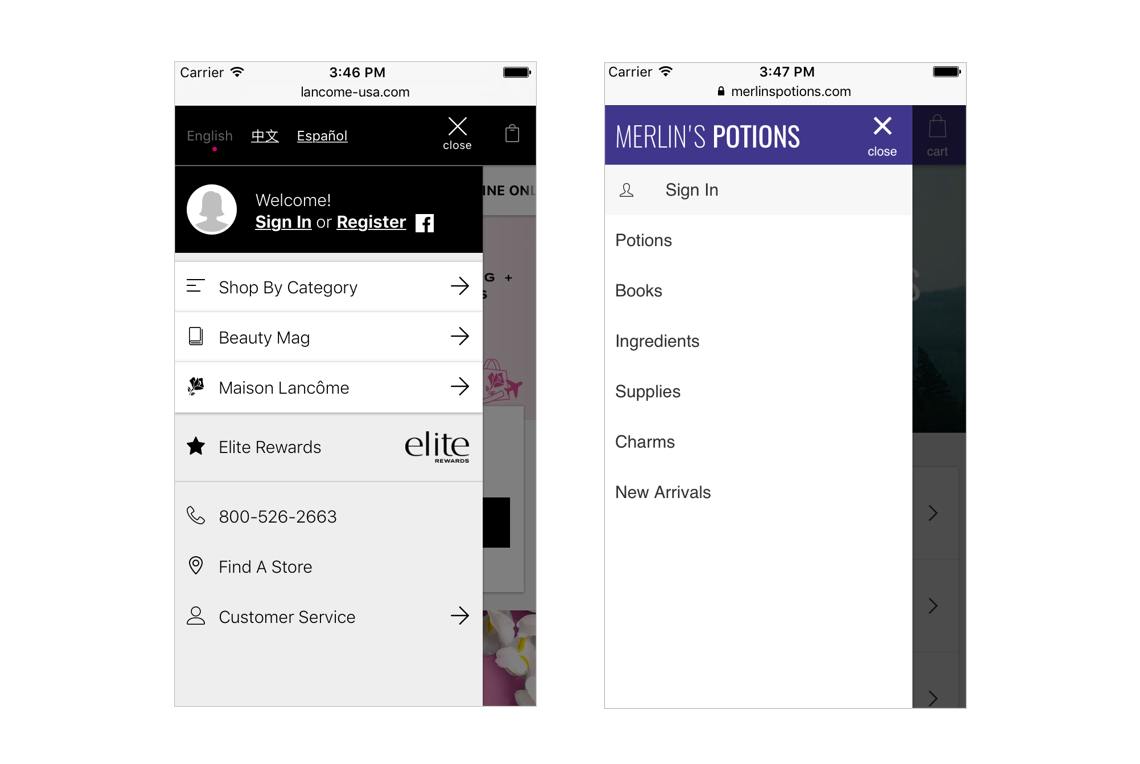 Carrier 3:46 PM
lancome-usa.com
English 中文 Español close
INE ONL
Welcome!
Sign In or Register
G +
S
Shop By Category
Beauty Mag
Maison Lancôme
Elite Rewards elite
REWARDS
800-526-2663
Find A Store
Customer Service
Carrier 3:47 PM
merlinspotions.com
MERLIN'S POTIONS close cart
Sign In
Potions
S
Books
Ingredients
Supplies
Charms
New Arrivals